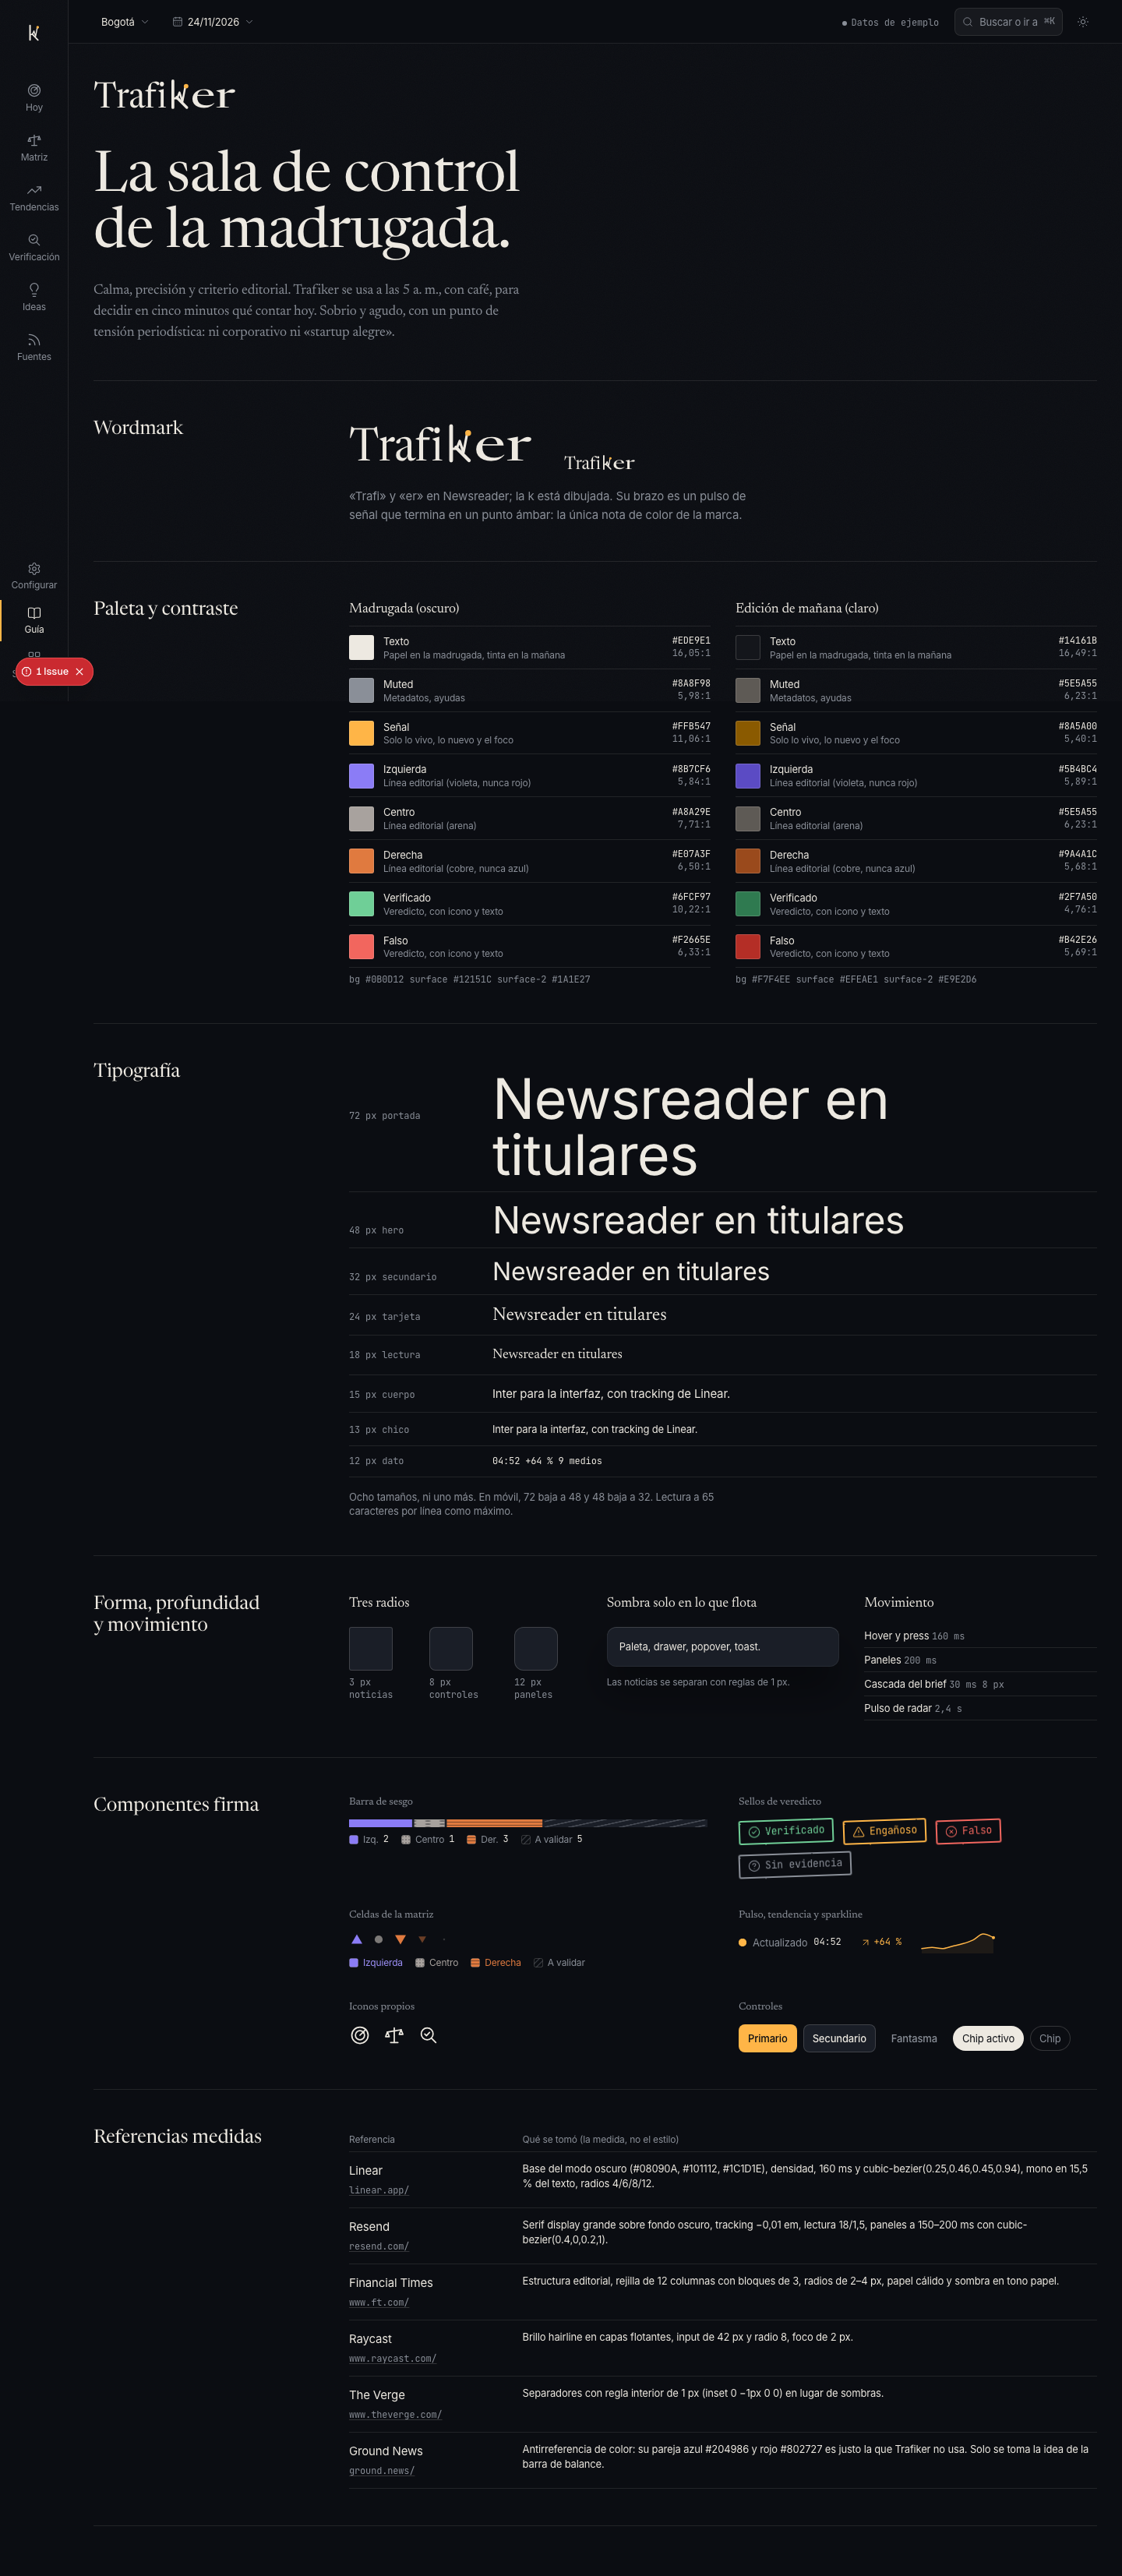 Bogotá
24/11/2026
Datos de ejemplo
Buscar o ir a ⌘K
Hoy
Matriz
Tendencias
Verificación
Ideas
Fuentes
Configurar
Guía
1 Issue
Trafiker
La sala de control
de la madrugada.
Calma, precisión y criterio editorial. Trafiker se usa a las 5 a. m., con café, para
decidir en cinco minutos qué contar hoy. Sobrio y agudo, con un punto de
tensión periodística: ni corporativo ni «startup alegre».
Wordmark
Trafiker Trafiker
«Trafi» y «er» en Newsreader; la k está dibujada. Su brazo es un pulso de
señal que termina en un punto ámbar: la única nota de color de la marca.
Paleta y contraste
Madrugada (oscuro)
Texto #EDE9E1
Papel en la madrugada, tinta en la mañana 16,05:1
Muted #8A8F98
Metadatos, ayudas 5,98:1
Señal #FFB547
Solo lo vivo, lo nuevo y el foco 11,06:1
Izquierda #8B7CF6
Línea editorial (violeta, nunca rojo) 5,84:1
Centro #A8A29E
Línea editorial (arena) 7,71:1
Derecha #E07A3F
Línea editorial (cobre, nunca azul) 6,50:1
Verificado #6FCF97
Veredicto, con icono y texto 10,22:1
Falso #F2665E
Veredicto, con icono y texto 6,33:1
bg #0B0D12 surface #12151C surface-2 #1A1E27
Edición de mañana (claro)
Texto #14161B
Papel en la madrugada, tinta en la mañana 16,49:1
Muted #5E5A55
Metadatos, ayudas 6,23:1
Señal #8A5A00
Solo lo vivo, lo nuevo y el foco 5,40:1
Izquierda #5B4BC4
Línea editorial (violeta, nunca rojo) 5,89:1
Centro #5E5A55
Línea editorial (arena) 6,23:1
Derecha #9A4A1C
Línea editorial (cobre, nunca azul) 5,68:1
Verificado #2F7A50
Veredicto, con icono y texto 4,76:1
Falso #B42E26
Veredicto, con icono y texto 5,69:1
bg #F7F4EE surface #EFEAE1 surface-2 #E9E2D6
Tipografía
72 px portada Newsreader en
titulares
48 px hero Newsreader en titulares
32 px secundario Newsreader en titulares
24 px tarjeta Newsreader en titulares
18 px lectura Newsreader en titulares
15 px cuerpo Inter para la interfaz, con tracking de Linear.
13 px chico Inter para la interfaz, con tracking de Linear.
12 px dato 04:52 +64 % 9 medios
Ocho tamaños, ni uno más. En móvil, 72 baja a 48 y 48 baja a 32. Lectura a 65
caracteres por línea como máximo.
Forma, profundidad
y movimiento
Tres radios
3 px
noticias
8 px
controles
12 px
paneles
Sombra solo en lo que flota
Paleta, drawer, popover, toast.
Las noticias se separan con reglas de 1 px.
Movimiento
Hover y press 160 ms
Paneles 200 ms
Cascada del brief 30 ms 8 px
Pulso de radar 2,4 s
Componentes firma
Barra de sesgo
Izq. 2 Centro 1 Der. 3 A validar 5
Sellos de veredicto
Verificado Engañoso Falso
Sin evidencia
Celdas de la matriz
Izquierda Centro Derecha A validar
Pulso, tendencia y sparkline
Actualizado 04:52 +64 %
Iconos propios
Controles
Primario Secundario Fantasma Chip activo Chip
Referencias medidas
Referencia Qué se tomó (la medida, no el estilo)
Linear
linear.app/
Base del modo oscuro (#08090A, #101112, #1C1D1E), densidad, 160 ms y cubic-bezier(0.25,0.46,0.45,0.94), mono en 15,5
% del texto, radios 4/6/8/12.
Resend
resend.com/
Serif display grande sobre fondo oscuro, tracking −0,01 em, lectura 18/1,5, paneles a 150–200 ms con cubic-
bezier(0.4,0,0.2,1).
Financial Times
www.ft.com/
Estructura editorial, rejilla de 12 columnas con bloques de 3, radios de 2–4 px, papel cálido y sombra en tono papel.
Raycast
www.raycast.com/
Brillo hairline en capas flotantes, input de 42 px y radio 8, foco de 2 px.
The Verge
www.theverge.com/
Separadores con regla interior de 1 px (inset 0 −1px 0 0) en lugar de sombras.
Ground News
ground.news/
Antirreferencia de color: su pareja azul #204986 y rojo #802727 es justo la que Trafiker no usa. Solo se toma la idea de la
barra de balance.